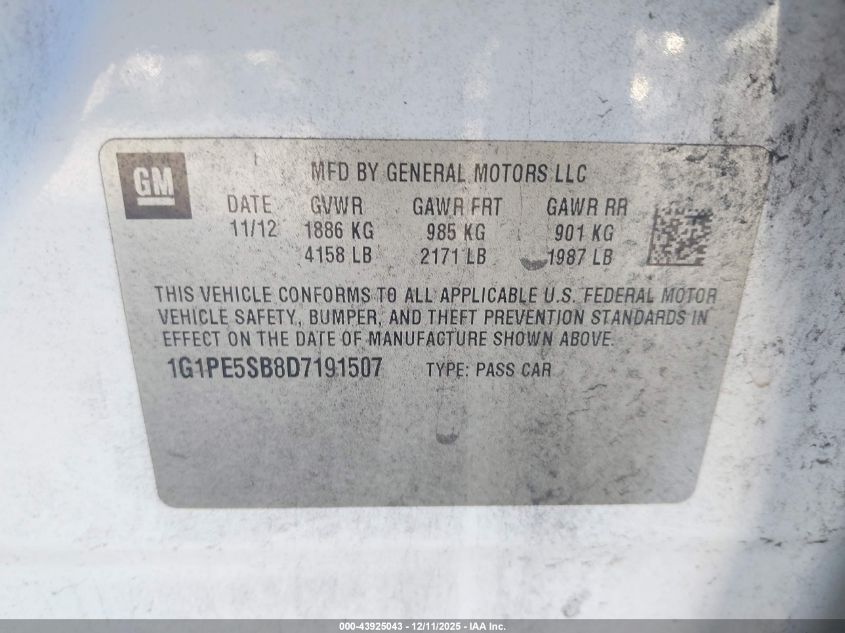 GM
MFD BY GENERAL MOTORS LLC
DATE GVWR GAWR FRT GAWR RR
11/12 1886 KG 985 KG 901 KG
4158 LB 2171 LB 1987 LB
THIS VEHICLE CONFORMS TO ALL APPLICABLE U.S. FEDERAL MOTOR
VEHICLE SAFETY, BUMPER, AND THEFT PREVENTION STANDARDS IN
EFFECT ON THE DATE OF MANUFACTURE SHOWN ABOVE.
1G1PE5SB8D7191507 TYPE: PASS CAR
000-43925043 - 12/11/2025 - IAA Inc.